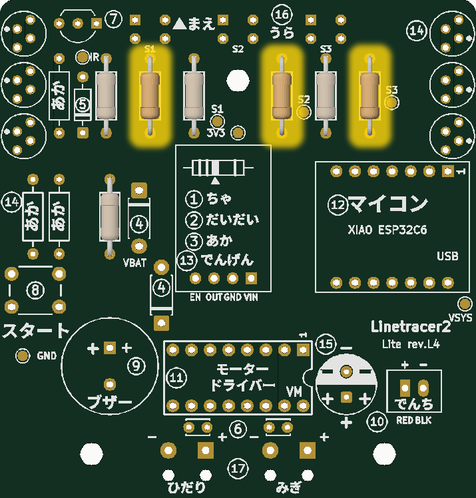 ⑦
▲まえ
⑯
うら
⑭
IR
S1
S2
S3
あか
⑤
S1
3V3
S2
S3
① ちゃ
② だいだい
③ あか
⑬ でんげん
EN OUT GND VIN
⑫ マイコン
XIAO ESP32C6
USB
1
⑭
あか
あか
④
VBAT
⑧
④
スタート
GND
VSYS
Linetracer2
Lite rev.L4
+ +
⑨
ブザー
⑪
モーター
ドライバー
VM
1
⑮
−
+ +
+
+ −
でんち
RED BLK
⑩
⑥
− +
− +
⑰
ひだり
みぎ